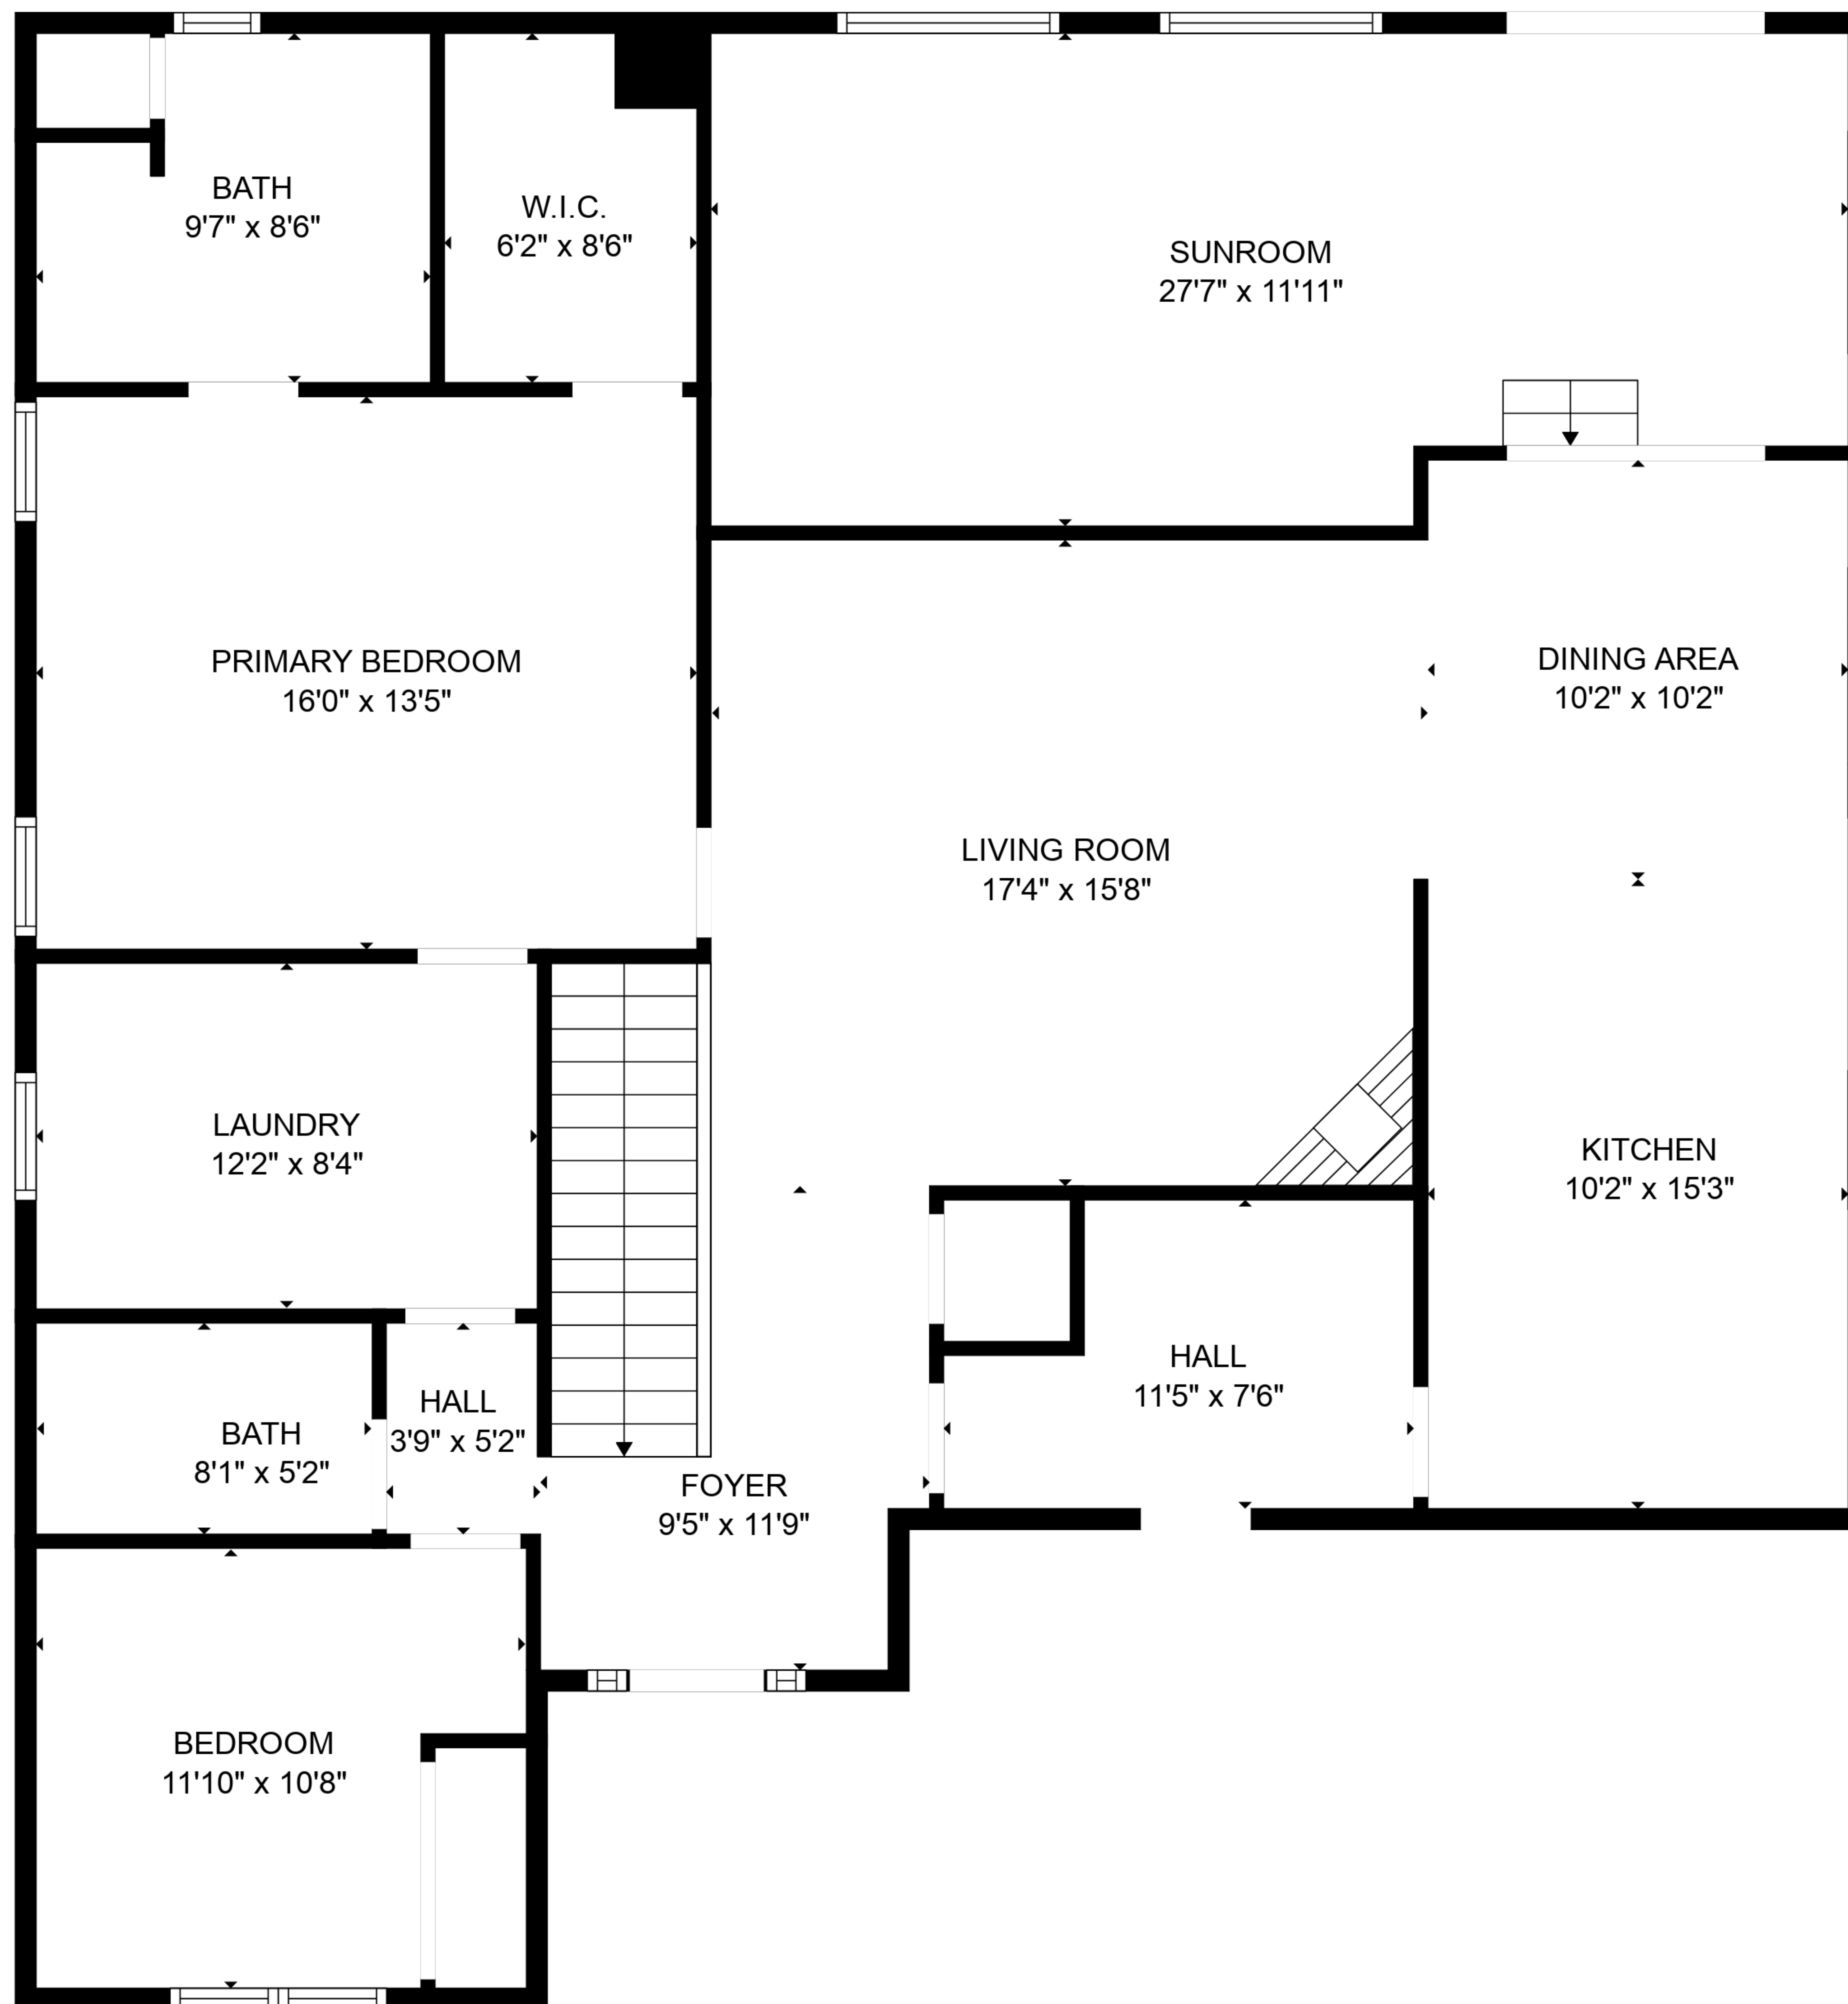 BATH
9'7" x 8'6"
W.I.C.
6'2" x 8'6"
SUNROOM
27'7" x 11'11"
PRIMARY BEDROOM
16'0" x 13'5"
DINING AREA
10'2" x 10'2"
LIVING ROOM
17'4" x 15'8"
LAUNDRY
12'2" x 8'4"
KITCHEN
10'2" x 15'3"
HALL
11'5" x 7'6"
HALL
3'9" x 5'2"
BATH
8'1" x 5'2"
FOYER
9'5" x 11'9"
BEDROOM
11'10" x 10'8"